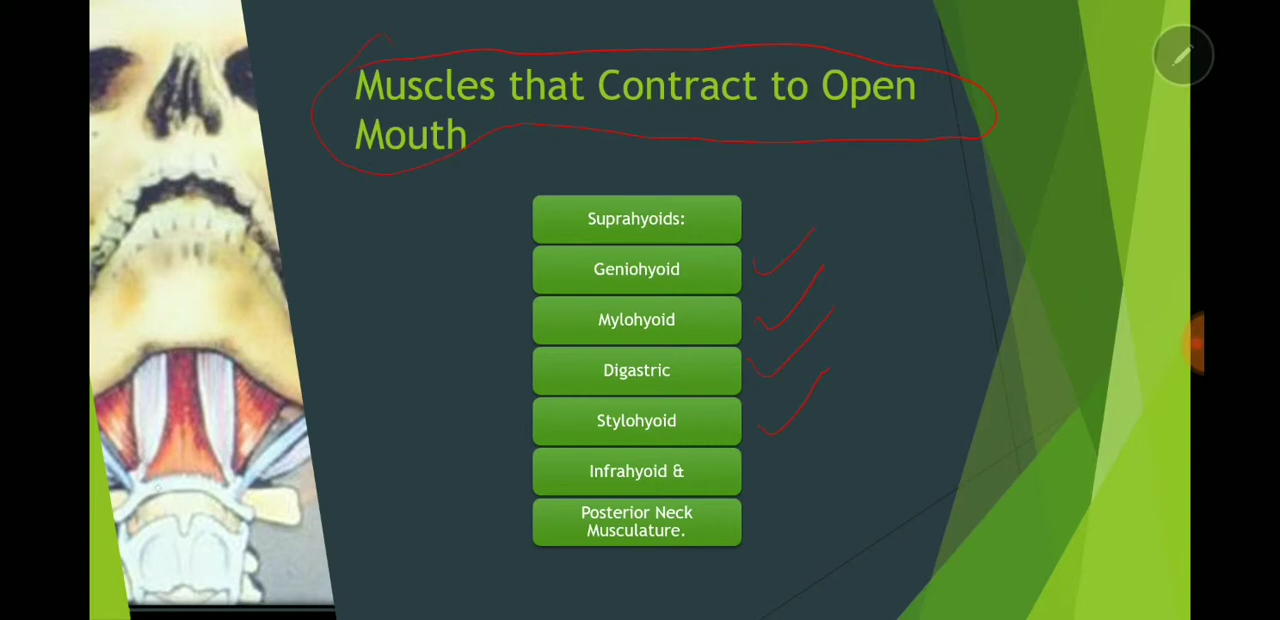 Muscles that Contract to Open
Mouth
Suprahyoids:
Geniohyoid
Mylohyoid
Digastric
Stylohyoid
Infrahyoid &
Posterior Neck
Musculature.